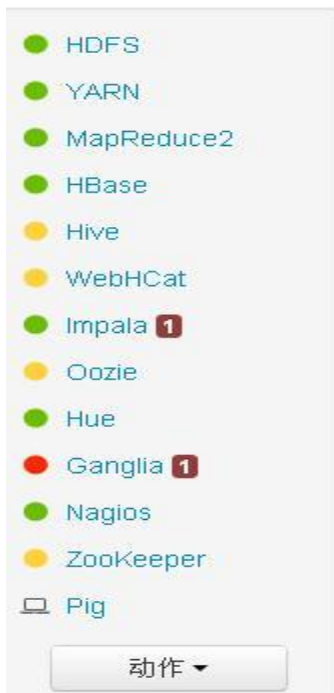 HDFS
YARN
MapReduce2
HBase
Hive
WebHCat
Impala 1
Oozie
Hue
Ganglia 1
Nagios
ZooKeeper
Pig
动作